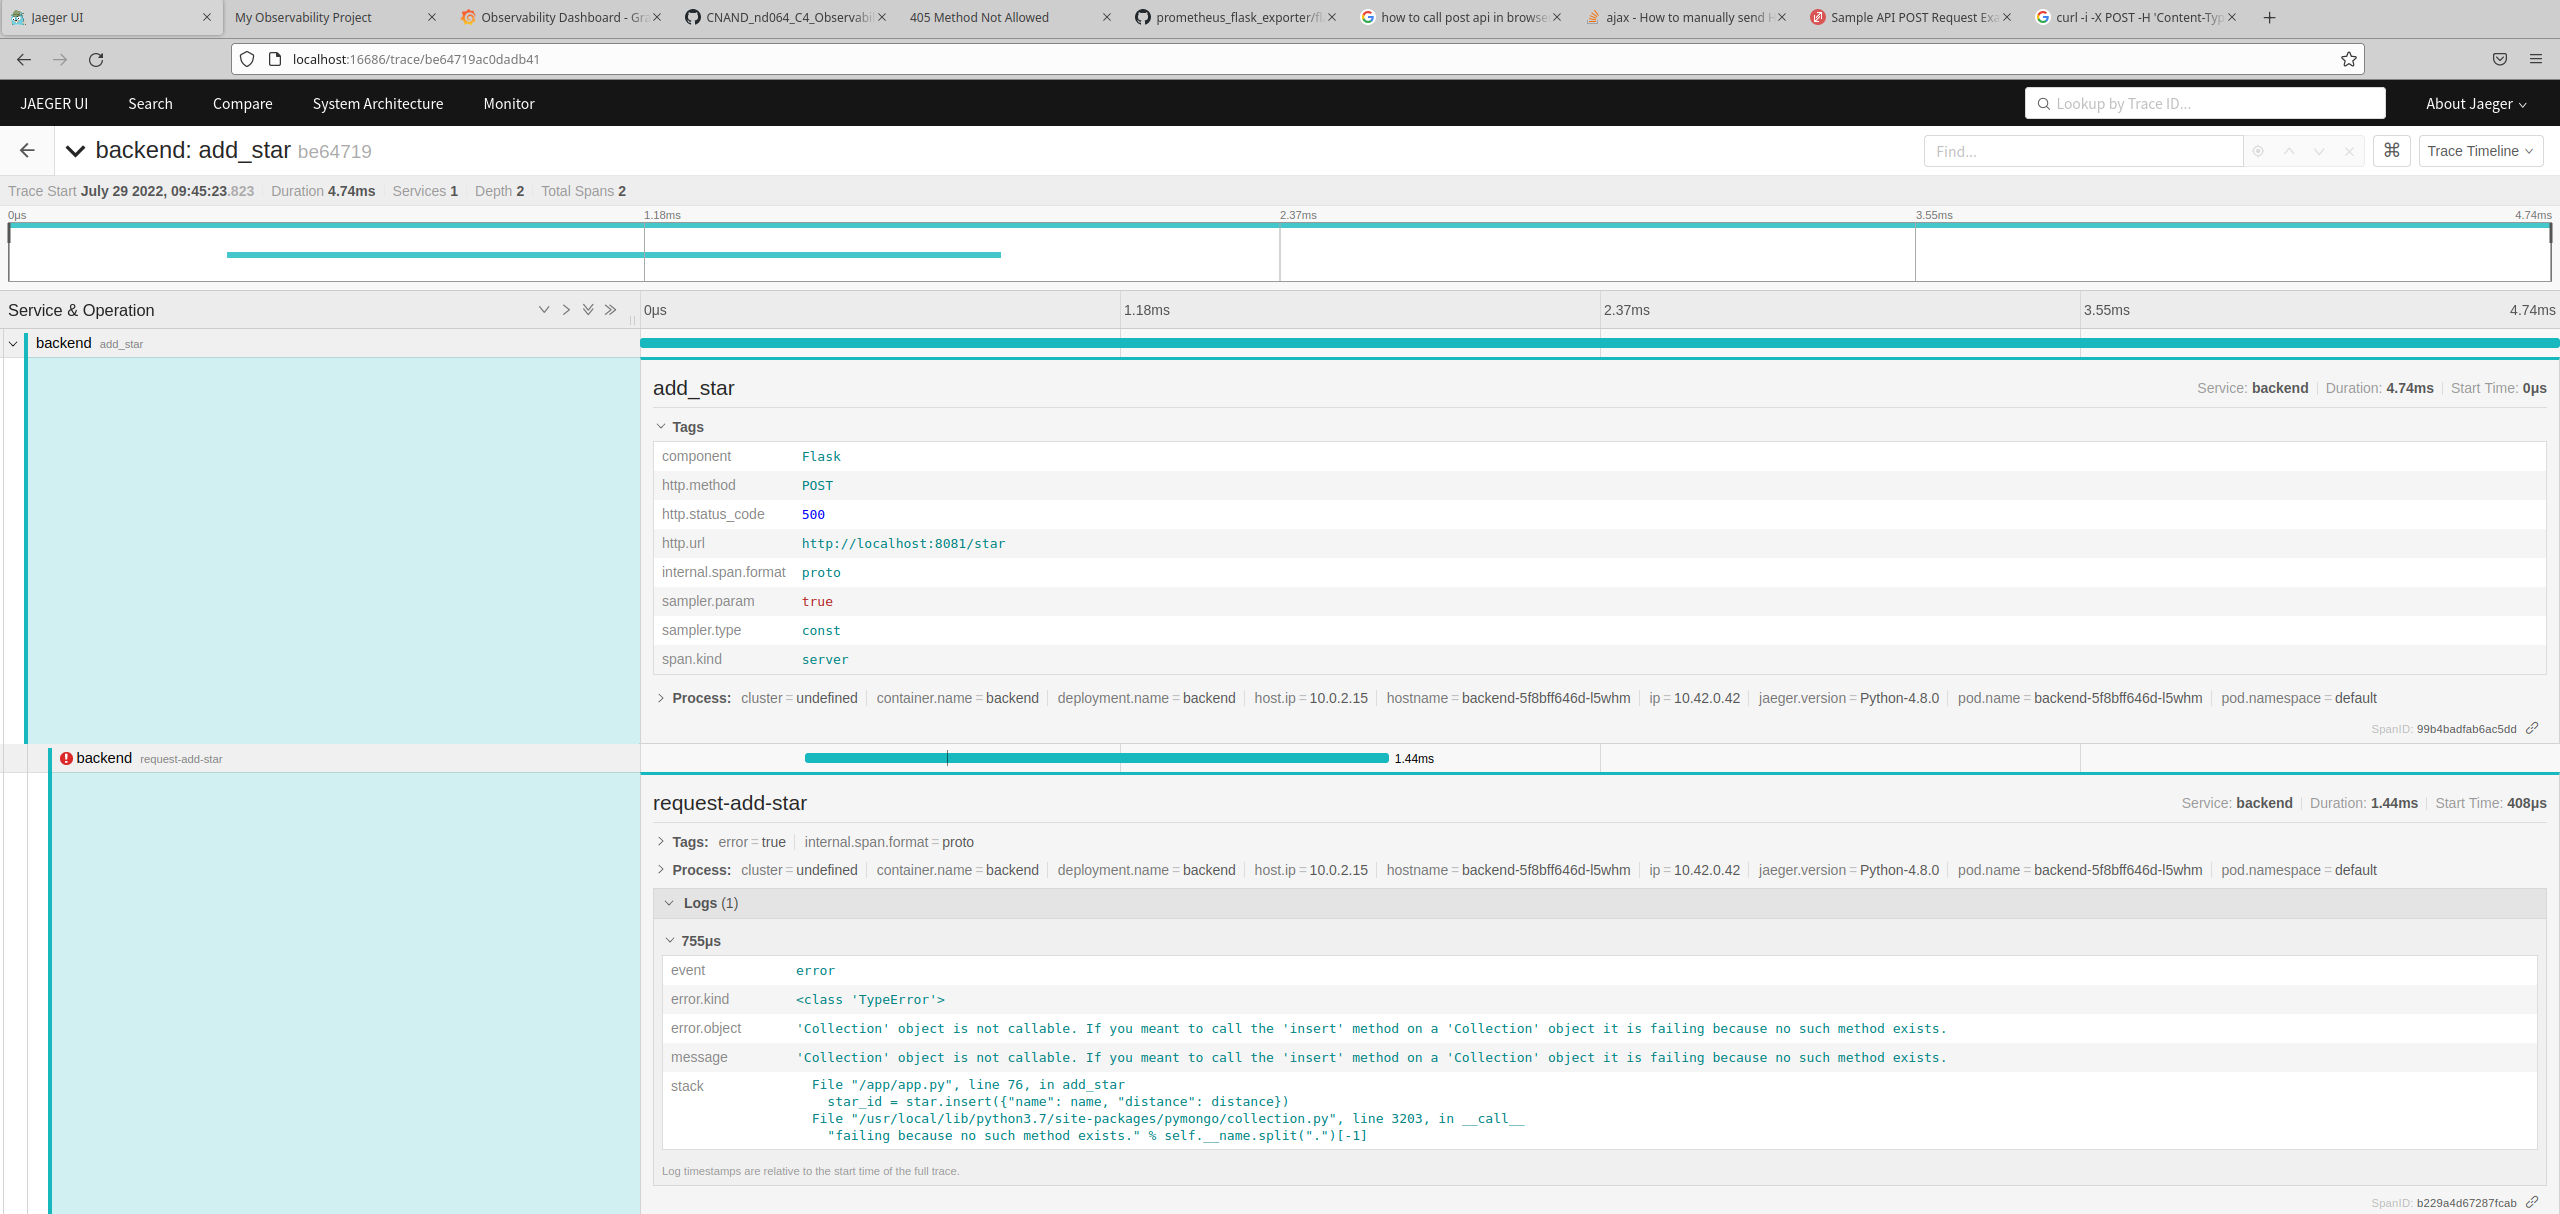 Jaeger UI
My Observability Project
Observability Dashboard - Gra
CNAND_nd064_C4_Observabil
405 Method Not Allowed
prometheus_flask_exporter/fl
how to call post api in browse
ajax - How to manually send H
Sample API POST Request Exa
curl -i -X POST -H 'Content-Typ
localhost:16686/trace/be64719ac0dadb41
JAEGER UI Search Compare System Architecture Monitor Lookup by Trace ID... About Jaeger
backend: add_star be64719 Find... Trace Timeline
Trace Start July 29 2022, 09:45:23.823 Duration 4.74ms Services 1 Depth 2 Total Spans 2
0μs 1.18ms 2.37ms 3.55ms 4.74ms
Service & Operation 0μs 1.18ms 2.37ms 3.55ms 4.74ms
backend add_star
add_star Service: backend Duration: 4.74ms Start Time: 0μs
Tags
component Flask
http.method POST
http.status_code 500
http.url http://localhost:8081/star
internal.span.format proto
sampler.param true
sampler.type const
span.kind server
Process: cluster = undefined container.name = backend deployment.name = backend host.ip = 10.0.2.15 hostname = backend-5f8bff646d-l5whm ip = 10.42.0.42 jaeger.version = Python-4.8.0 pod.name = backend-5f8bff646d-l5whm pod.namespace = default
SpanID: 99b4badfab6ac5dd
backend request-add-star 1.44ms
request-add-star Service: backend Duration: 1.44ms Start Time: 408μs
Tags: error = true internal.span.format = proto
Process: cluster = undefined container.name = backend deployment.name = backend host.ip = 10.0.2.15 hostname = backend-5f8bff646d-l5whm ip = 10.42.0.42 jaeger.version = Python-4.8.0 pod.name = backend-5f8bff646d-l5whm pod.namespace = default
Logs (1)
755μs
event error
error.kind <class 'TypeError'>
error.object 'Collection' object is not callable. If you meant to call the 'insert' method on a 'Collection' object it is failing because no such method exists.
message 'Collection' object is not callable. If you meant to call the 'insert' method on a 'Collection' object it is failing because no such method exists.
stack File "/app/app.py", line 76, in add_star
star_id = star.insert({"name": name, "distance": distance})
File "/usr/local/lib/python3.7/site-packages/pymongo/collection.py", line 3203, in __call__
"failing because no such method exists." % self.__name.split(".")[-1]
Log timestamps are relative to the start time of the full trace.
SpanID: b229a4d67287fcab